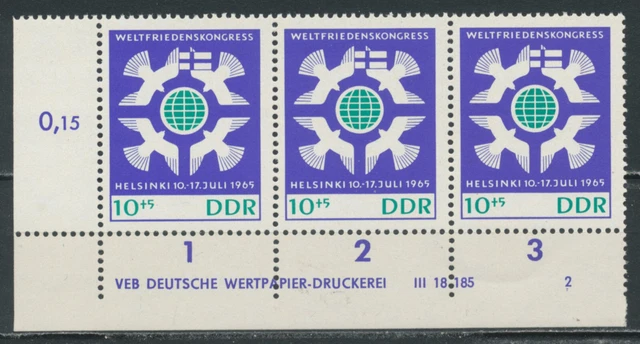 WELTFRIEDENSKONGRESS WELTFRIEDENSKONGRESS WELTFRIEDENSKONGRESS
0,15
HELSINKI 10.-17. JULI 1965 HELSINKI 10.-17. JULI 1965 HELSINKI 10.-17. JULI 1965
10+5 DDR 10+5 DDR 10+5 DDR
1 2 3
VEB DEUTSCHE WERTPAPIER-DRUCKEREI III 18 185 2